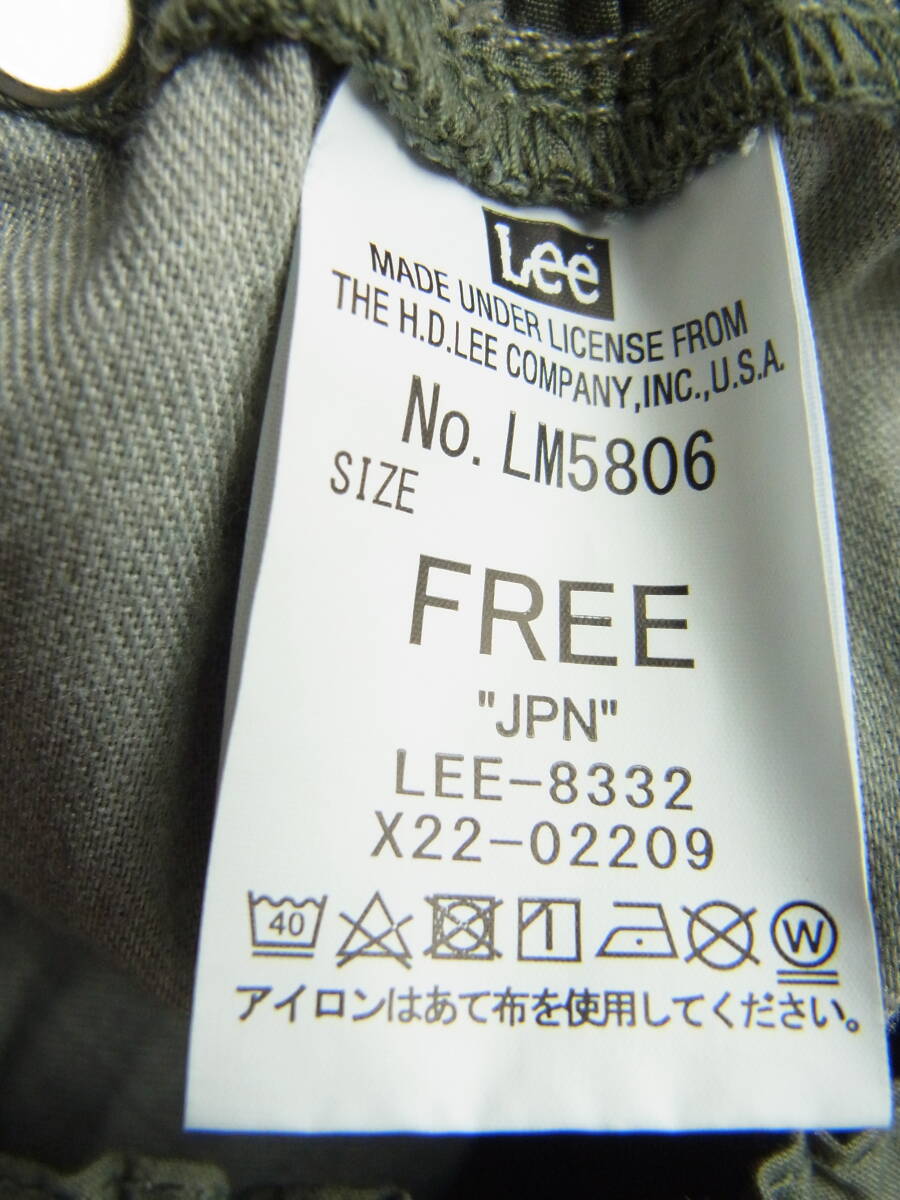 Lee
MADE UNDER LICENSE FROM
THE H.D.LEE COMPANY,INC.,U.S.A.
No. LM5806
SIZE
FREE
"JPN"
LEE-8332
X22-02209
40 W
アイロンはあて布を使用してください。